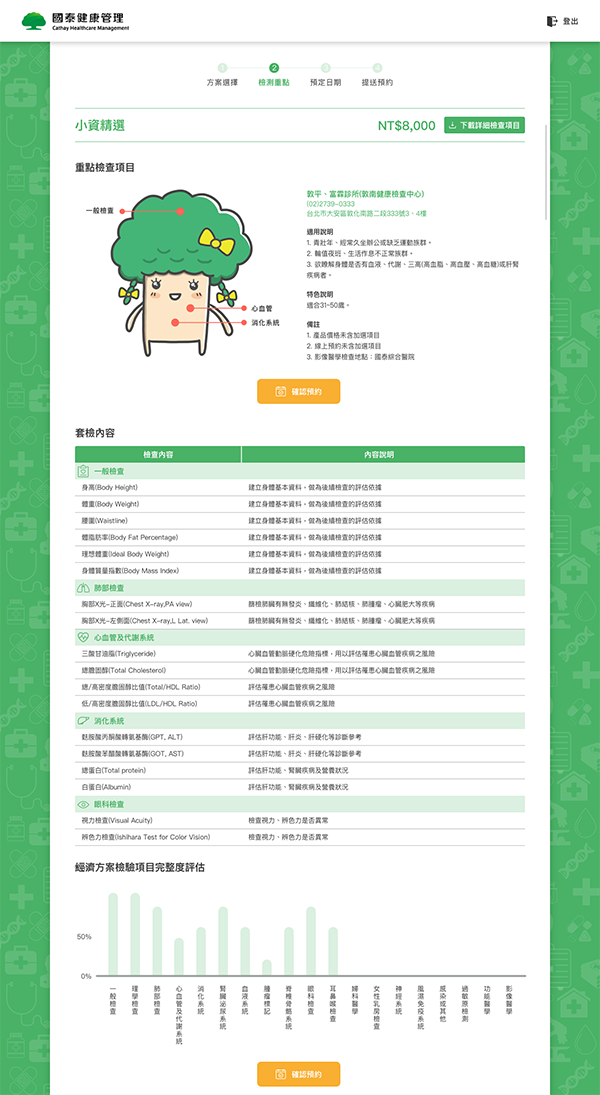 國泰健康管理
Cathay Healthcare Management
登出
1 2 3 4
方案選擇 檢測重點 預定日期 提送預約
小資精選 NT$8,000 下載詳細檢查項目
重點檢查項目
一般檢查
心血管
消化系統
敦平、富霖診所(敦南健康檢查中心)
(02)2739-0333
台北市大安區敦化南路二段333號3、4樓
適用說明
1. 青壯年、經常久坐辦公或缺乏運動族群。
2. 輪值夜班、生活作息不正常族群。
3. 欲瞭解身體是否有血液、代謝、三高(高血脂、高血壓、高血糖)或肝腎
疾病者。
特色說明
適合31-50歲。
備註
1. 產品價格未含加選項目
2. 線上預約未含加選項目
3. 影像醫學檢查地點：國泰綜合醫院
確認預約
套檢內容
檢查內容 內容說明
一般檢查
身高(Body Height) 建立身體基本資料，做為後續檢查的評估依據
體重(Body Weight) 建立身體基本資料，做為後續檢查的評估依據
腰圍(Waistline) 建立身體基本資料，做為後續檢查的評估依據
體脂肪率(Body Fat Percentage) 建立身體基本資料，做為後續檢查的評估依據
理想體重(Ideal Body Weight) 建立身體基本資料，做為後續檢查的評估依據
身體質量指數(Body Mass Index) 建立身體基本資料，做為後續檢查的評估依據
肺部檢查
胸部X光-正面(Chest X-ray,PA view) 篩檢肺臟有無發炎、纖維化、肺結核、肺腫瘤、心臟肥大等疾病
胸部X光-左側面(Chest X-ray,L Lat. view) 篩檢肺臟有無發炎、纖維化、肺結核、肺腫瘤、心臟肥大等疾病
心血管及代謝系統
三酸甘油脂(Triglyceride) 心臟血管動脈硬化危險指標，用以評估罹患心臟血管疾病之風險
總膽固醇(Total Cholesterol) 心臟血管動脈硬化危險指標，用以評估罹患心臟血管疾病之風險
總/高密度膽固醇比值(Total/HDL Ratio) 評估罹患心臟血管疾病之風險
低/高密度膽固醇比值(LDL/HDL Ratio) 評估罹患心臟血管疾病之風險
消化系統
麩胺酸丙酮酸轉氨基酶(GPT, ALT) 評估肝功能、肝炎、肝硬化等診斷參考
麩胺酸苯醋酸轉氨基酶(GOT, AST) 評估肝功能、肝炎、肝硬化等診斷參考
總蛋白(Total protein) 評估肝功能、腎臟疾病及營養狀況
白蛋白(Albumin) 評估肝功能、腎臟疾病及營養狀況
眼科檢查
視力檢查(Visual Acuity) 檢查視力、辨色力是否異常
辨色力檢查(Ishihara Test for Color Vision) 檢查視力、辨色力是否異常
經濟方案檢驗項目完整度評估
50%
0%
一般檢查
理學檢查
肺部檢查
心血管及代謝系統
消化系統
腎臟泌尿系統
血液系統
腫瘤標記
脊椎骨骼系統
眼科檢查
耳鼻喉檢查
婦科醫學
女性乳房檢查
神經系統
風濕免疫系統
感染或其他
過敏原檢測
功能醫學
影像醫學
確認預約